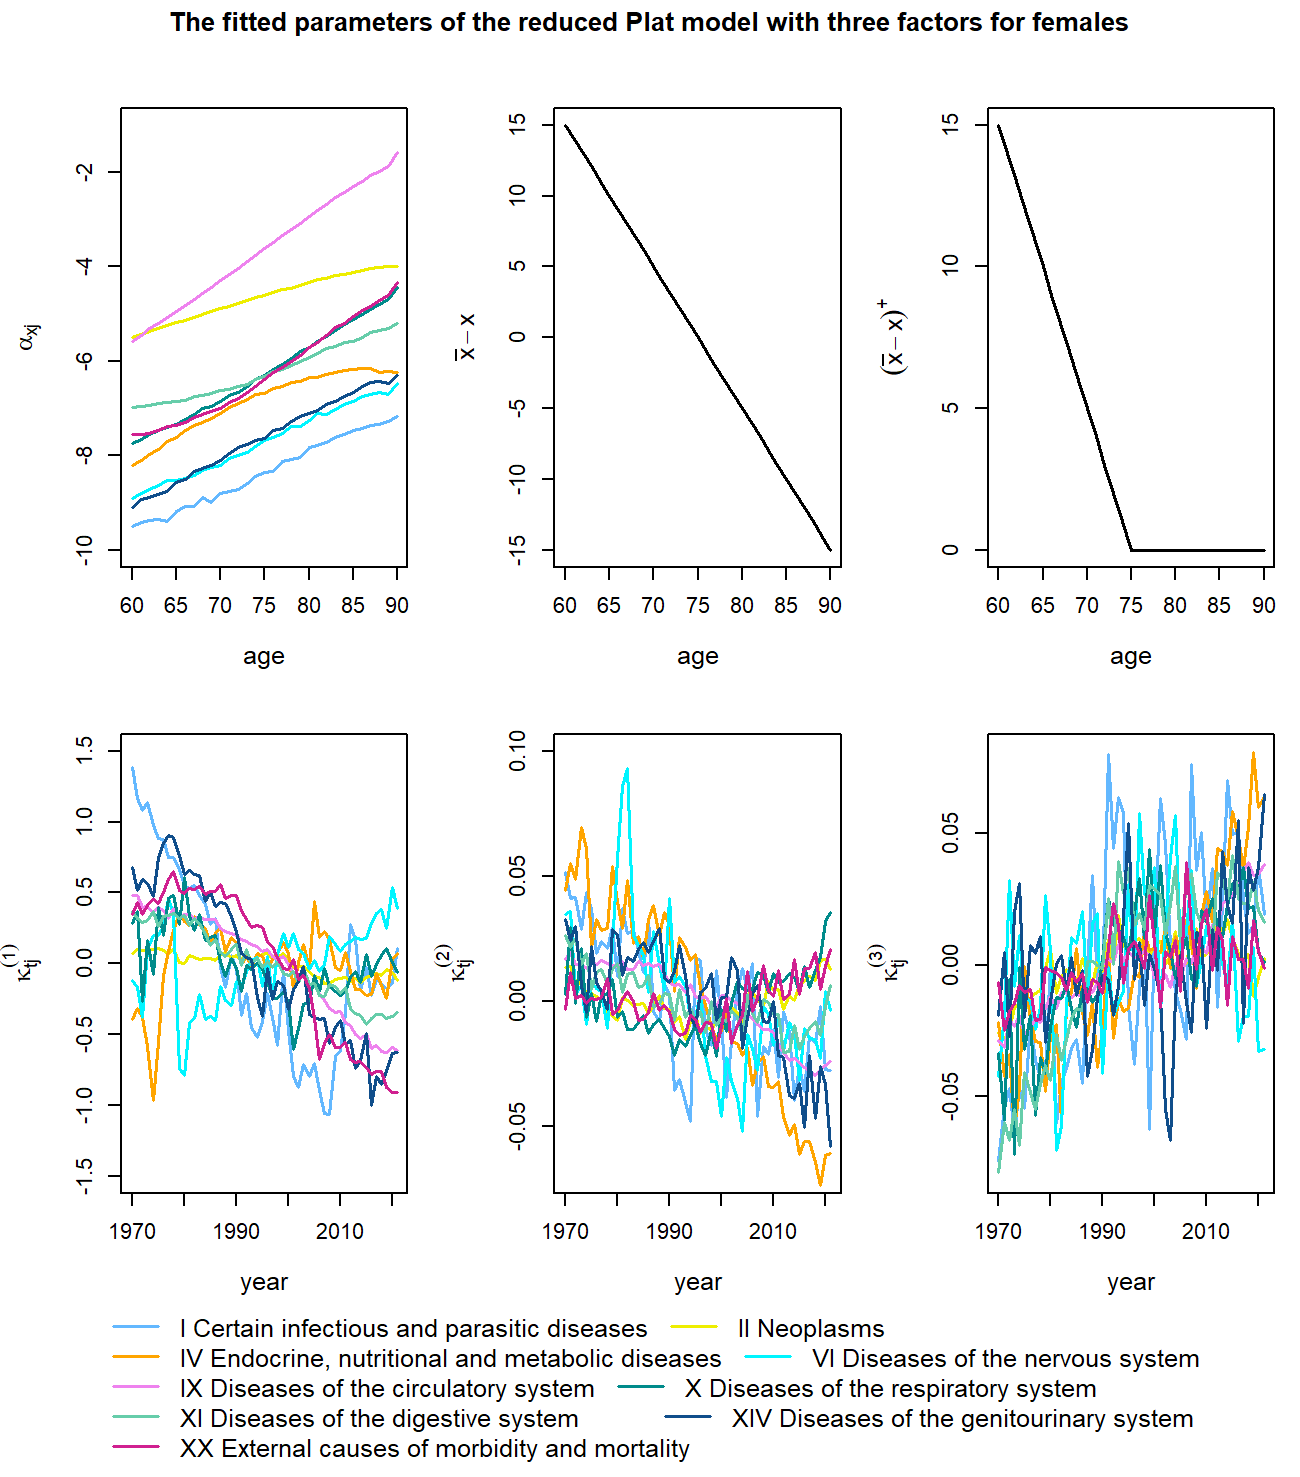 The fitted parameters of the reduced Plat model with three factors for females
αxj
-2
-4
-6
-8
-10
60 65 70 75 80 85 90
age
x̅ − x
15
10
5
0
-5
-10
-15
60 65 70 75 80 85 90
age
(x̅ − x)⁺
15
10
5
0
60 65 70 75 80 85 90
age
κtj(1)
1.5
1.0
0.5
0.0
-0.5
-1.0
-1.5
1970 1990 2010
year
κtj(2)
0.10
0.05
0.00
-0.05
1970 1990 2010
year
κtj(3)
0.05
0.00
-0.05
1970 1990 2010
year
I Certain infectious and parasitic diseases II Neoplasms
IV Endocrine, nutritional and metabolic diseases VI Diseases of the nervous system
IX Diseases of the circulatory system X Diseases of the respiratory system
XI Diseases of the digestive system XIV Diseases of the genitourinary system
XX External causes of morbidity and mortality